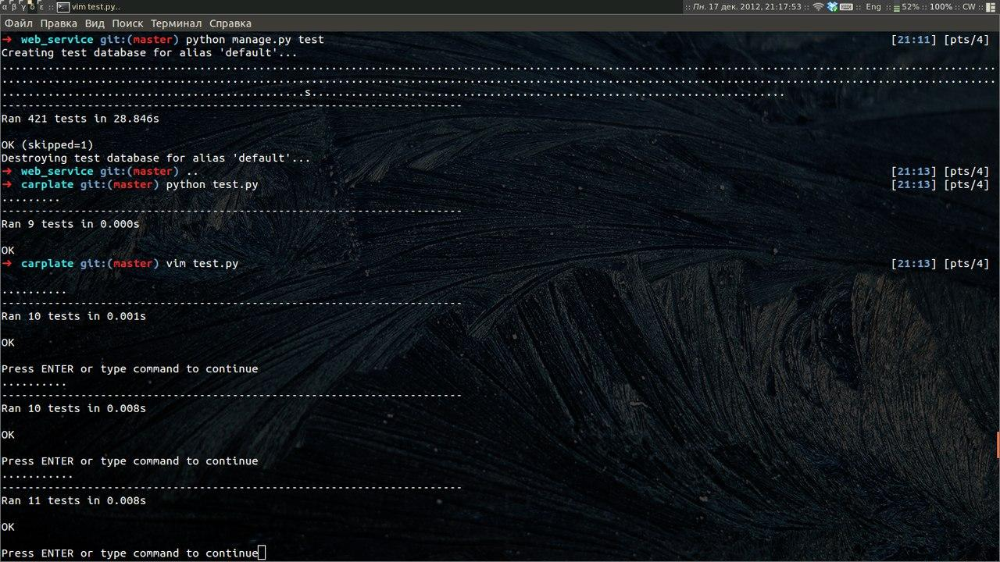 α β γ δ ε :: vim test.py... :: Пн. 17 дек. 2012, 21:17:53 :: Eng :: 52% :: 100% :: CW ::
Файл Правка Вид Поиск Терминал Справка
➜ web_service git:(master) python manage.py test [21:11] [pts/4]
Creating test database for alias 'default'...
.......................................................................................................................................................
.......................................................................................................................................................
..............................................s........................................................................
----------------------------------------------------------------------
Ran 421 tests in 28.846s
OK (skipped=1)
Destroying test database for alias 'default'...
➜ web_service git:(master) .. [21:13] [pts/4]
➜ carplate git:(master) python test.py [21:13] [pts/4]
.........
----------------------------------------------------------------------
Ran 9 tests in 0.000s
OK
➜ carplate git:(master) vim test.py [21:13] [pts/4]
..........
----------------------------------------------------------------------
Ran 10 tests in 0.001s
OK
Press ENTER or type command to continue
..........
----------------------------------------------------------------------
Ran 10 tests in 0.008s
OK
Press ENTER or type command to continue
...........
----------------------------------------------------------------------
Ran 11 tests in 0.008s
OK
Press ENTER or type command to continue